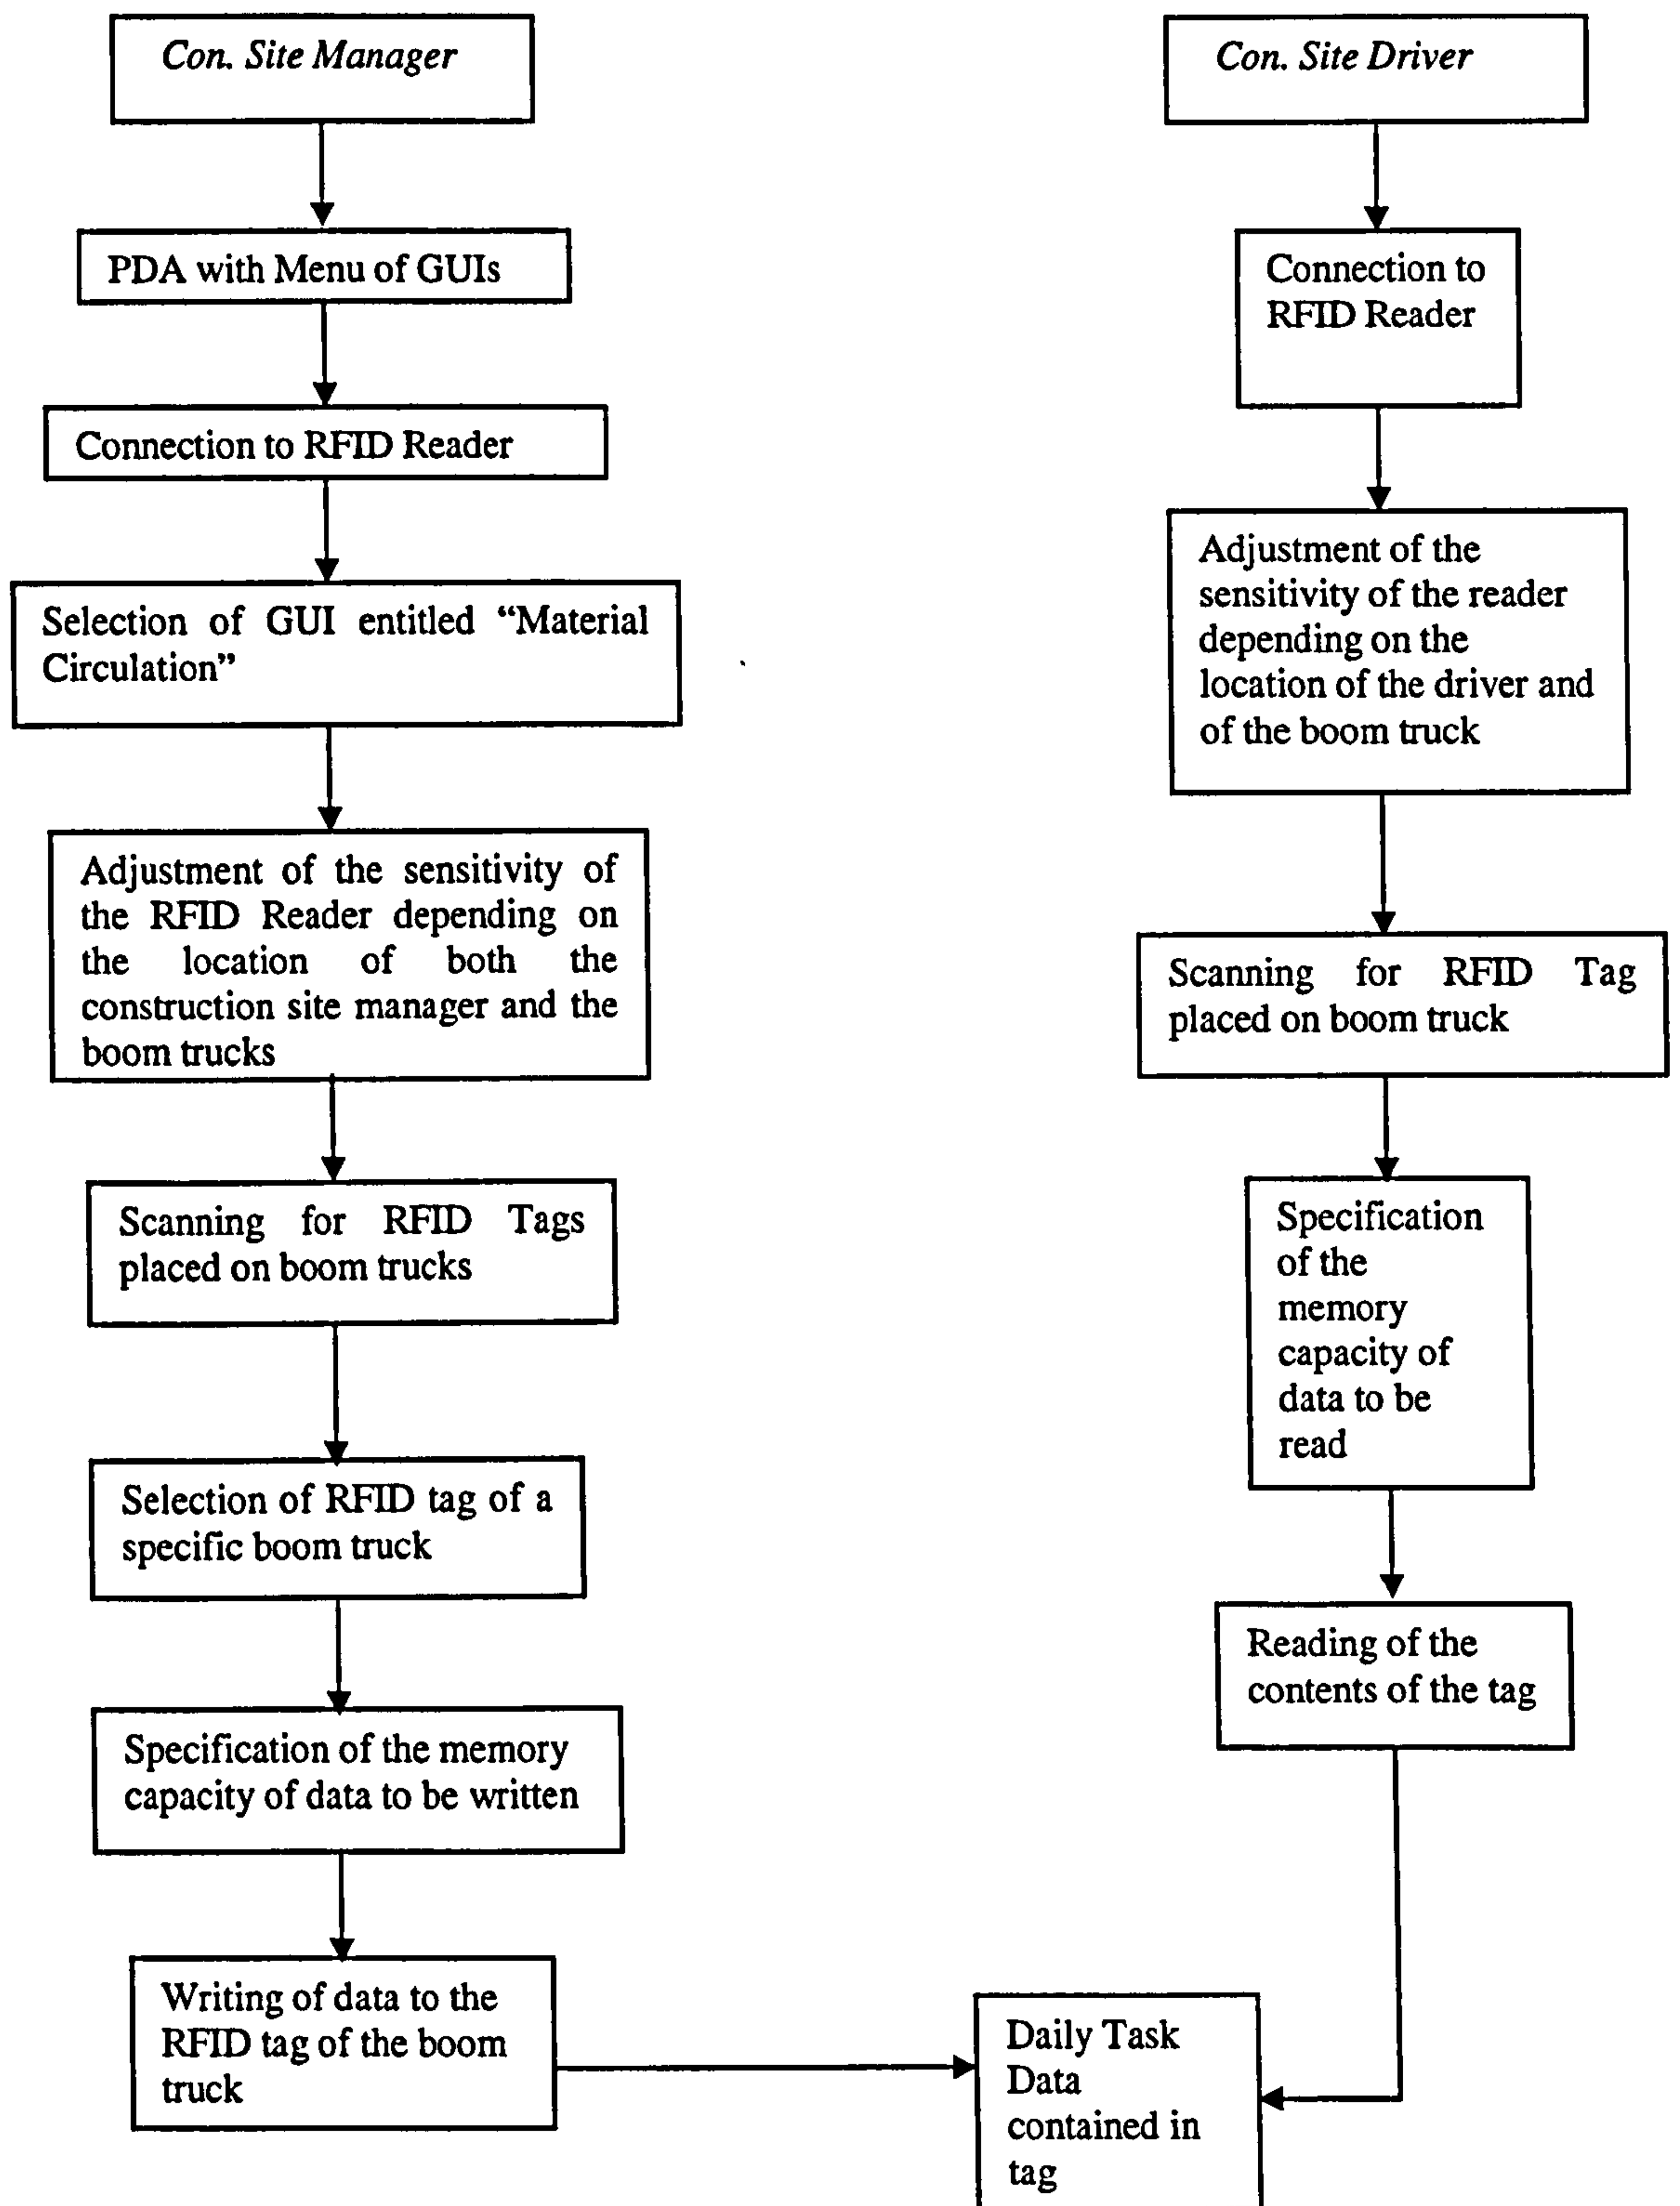 Con. Site Manager
PDA with Menu of GUIs
Connection to RFID Reader
Selection of GUI entitled “Material
Circulation”
Adjustment of the sensitivity of
the RFID Reader depending on
the location of both the
construction site manager and the
boom trucks
Scanning for RFID Tags
placed on boom trucks
Selection of RFID tag of a
specific boom truck
Specification of the memory
capacity of data to be written
Writing of data to the
RFID tag of the boom
truck
Con. Site Driver
Connection to
RFID Reader
Adjustment of the
sensitivity of the reader
depending on the
location of the driver and
of the boom truck
Scanning for RFID Tag
placed on boom truck
Specification
of the
memory
capacity of
data to be
read
Reading of the
contents of the tag
Daily Task
Data
contained in
tag